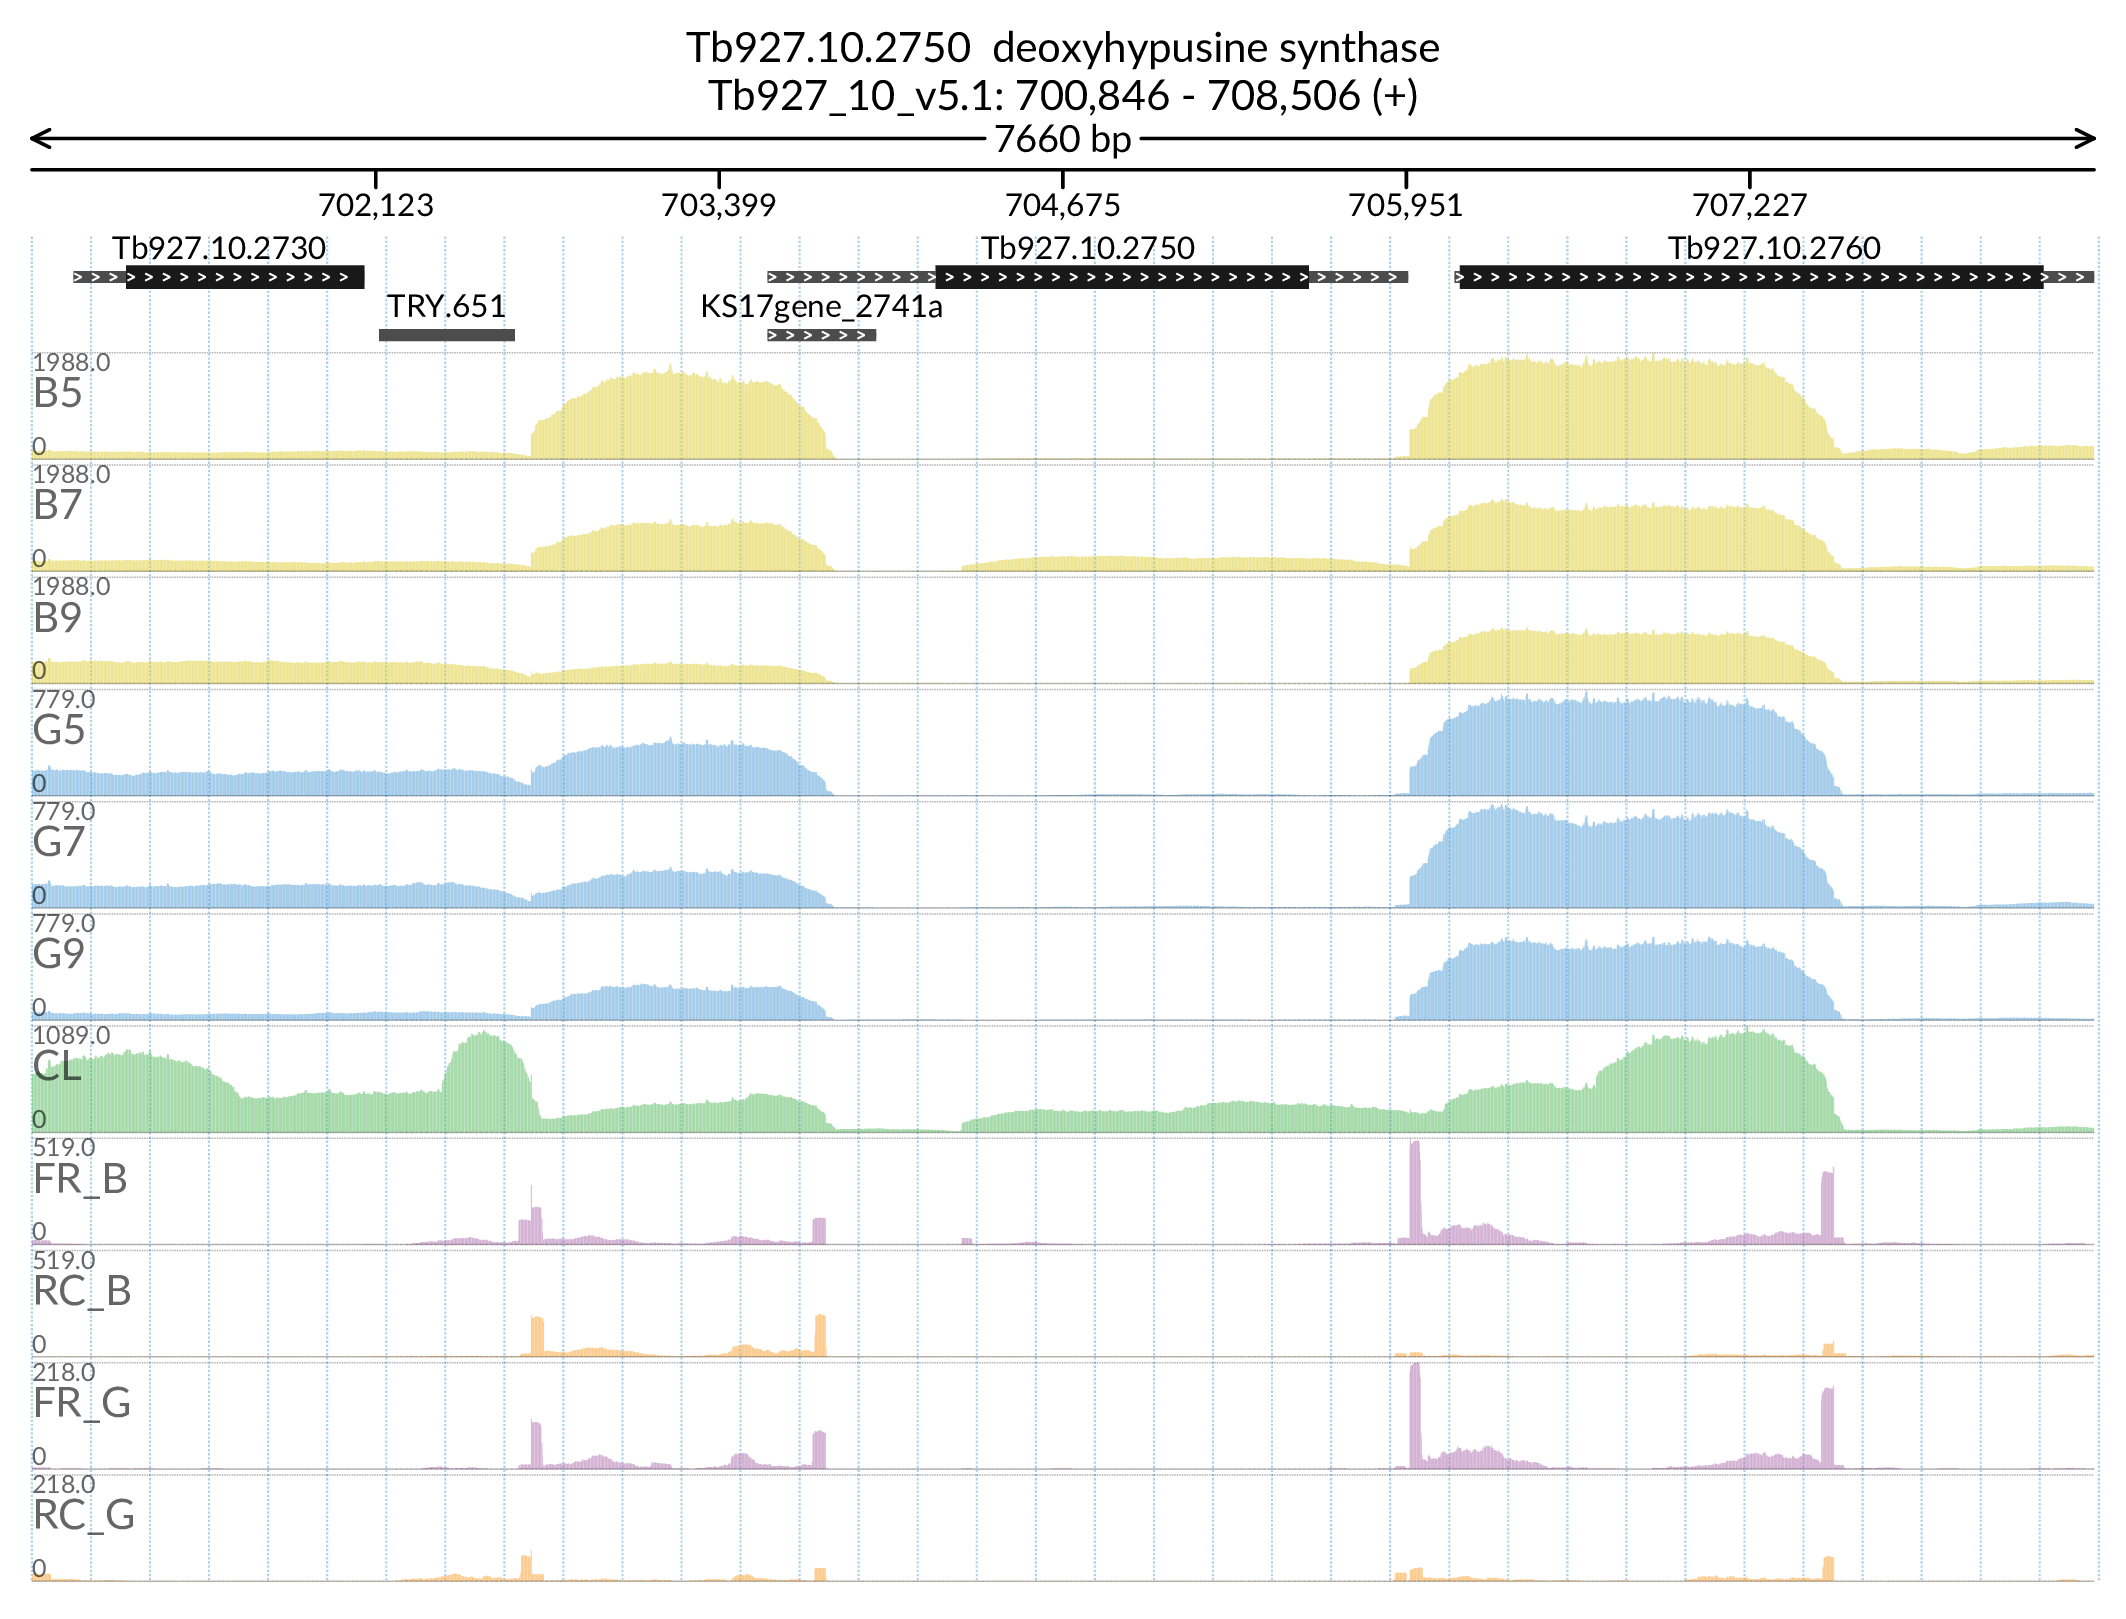 Tb927.10.2750  deoxyhypusine synthase
Tb927_10_v5.1: 700,846 - 708,506 (+)
7660 bp
702,123 703,399 704,675 705,951 707,227
Tb927.10.2730 Tb927.10.2750 Tb927.10.2760
TRY.651 KS17gene_2741a
1988.0
B5
0
1988.0
B7
0
1988.0
B9
0
779.0
G5
0
779.0
G7
0
779.0
G9
0
1089.0
CL
0
519.0
FR_B
0
519.0
RC_B
0
218.0
FR_G
0
218.0
RC_G
0